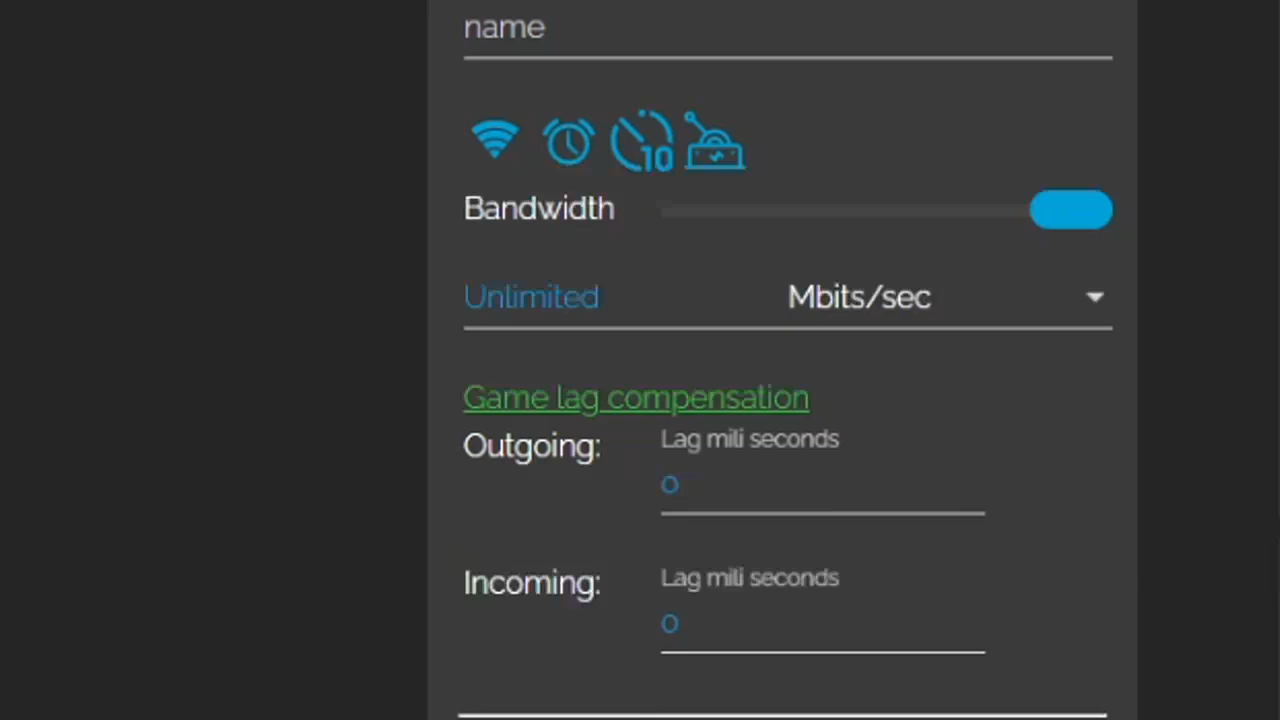 name
10
Bandwidth
Unlimited Mbits/sec
Game lag compensation
Outgoing: Lag mili seconds
0
Incoming: Lag mili seconds
0